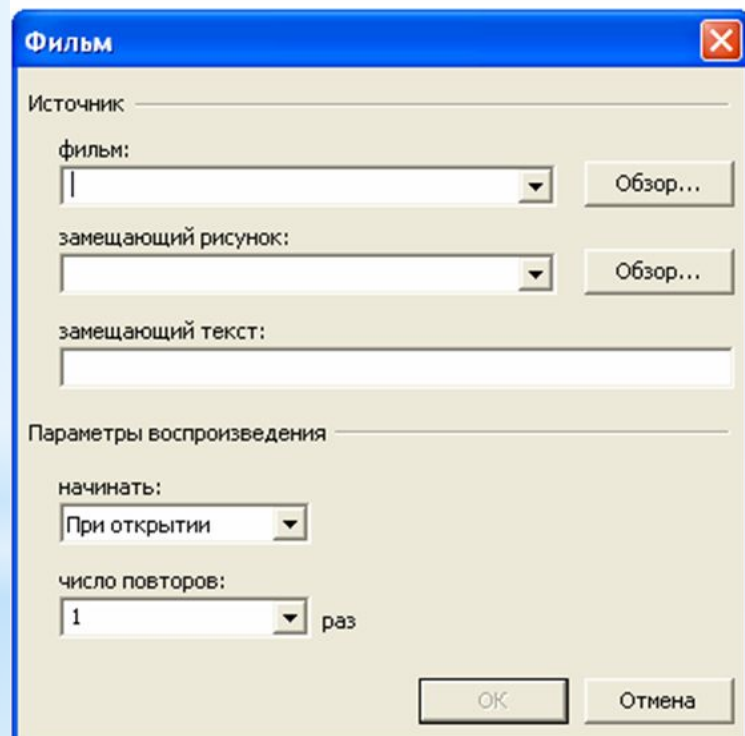 Фильм
Источник
фильм:
Обзор...
замещающий рисунок:
Обзор...
замещающий текст:
Параметры воспроизведения
начинать:
При открытии
число повторов:
1 раз
ОК Отмена